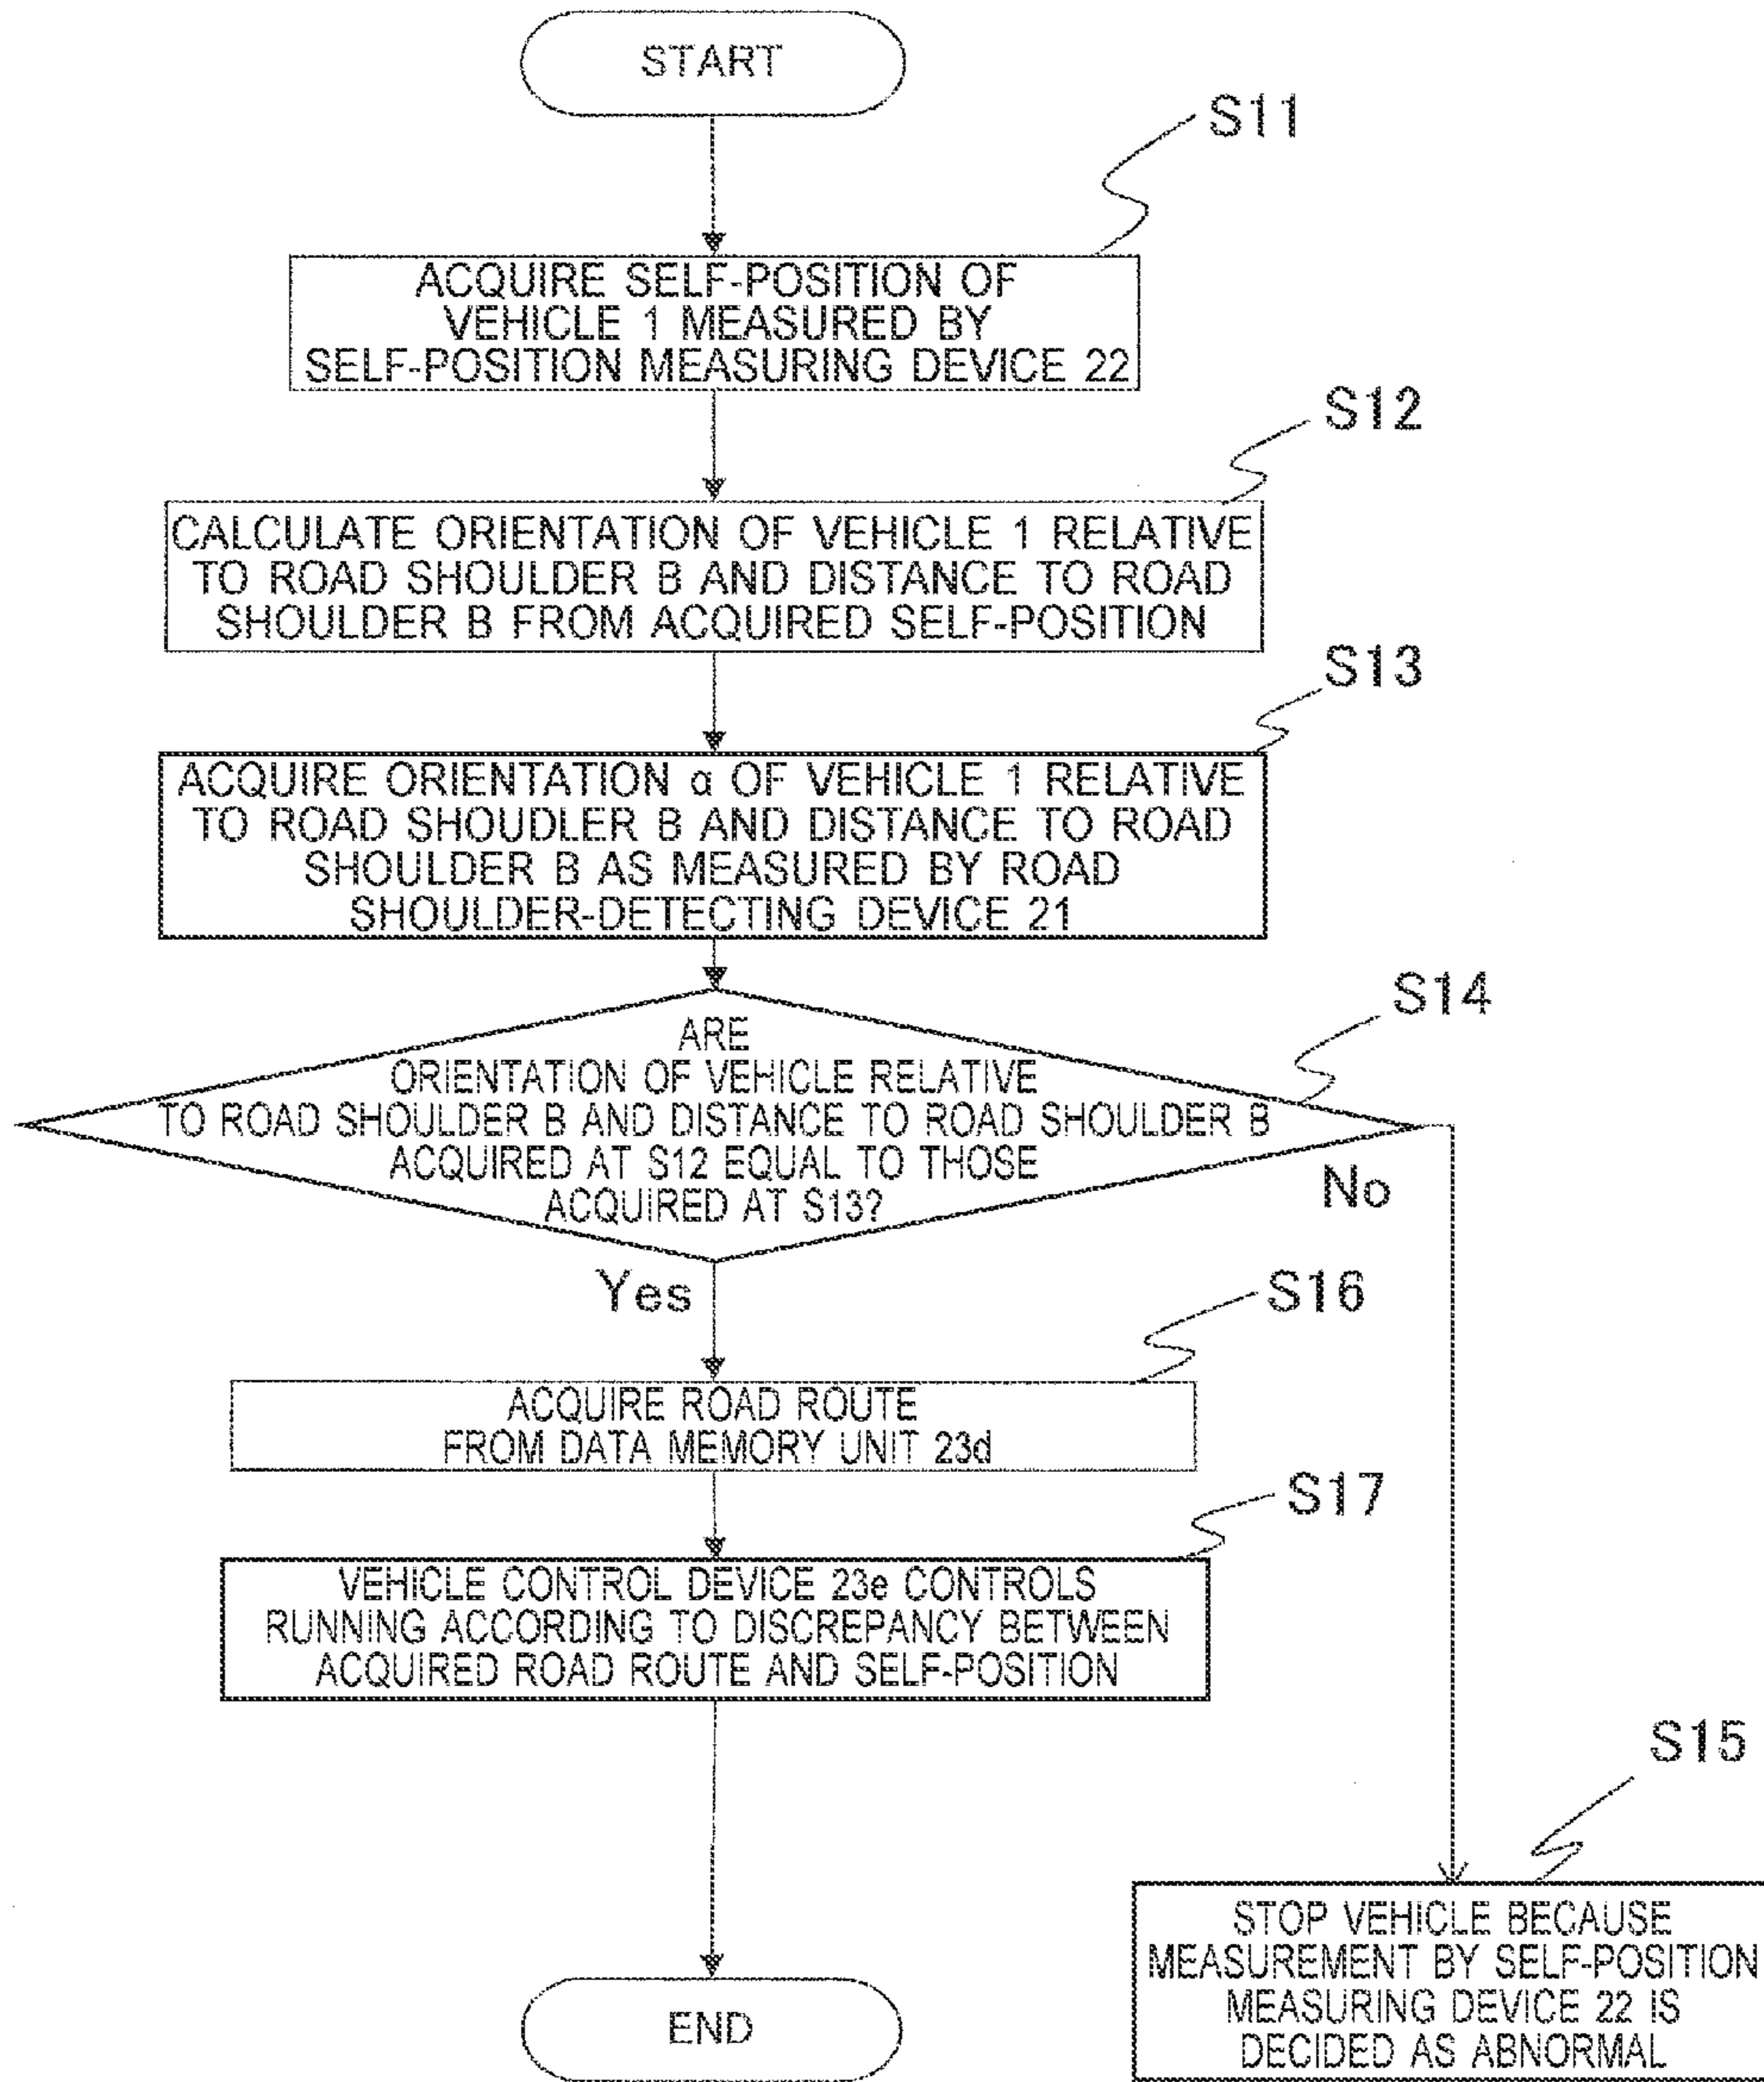 START
S11
ACQUIRE SELF-POSITION OF
VEHICLE 1 MEASURED BY
SELF-POSITION MEASURING DEVICE 22
S12
CALCULATE ORIENTATION OF VEHICLE 1 RELATIVE
TO ROAD SHOULDER B AND DISTANCE TO ROAD
SHOULDER B FROM ACQUIRED SELF-POSITION
S13
ACQUIRE ORIENTATION α OF VEHICLE 1 RELATIVE
TO ROAD SHOUDLER B AND DISTANCE TO ROAD
SHOULDER B AS MEASURED BY ROAD
SHOULDER-DETECTING DEVICE 21
S14
ARE
ORIENTATION OF VEHICLE RELATIVE
TO ROAD SHOULDER B AND DISTANCE TO ROAD SHOULDER B
ACQUIRED AT S12 EQUAL TO THOSE
ACQUIRED AT S13?
No
Yes
S16
ACQUIRE ROAD ROUTE
FROM DATA MEMORY UNIT 23d
S17
VEHICLE CONTROL DEVICE 23e CONTROLS
RUNNING ACCORDING TO DISCREPANCY BETWEEN
ACQUIRED ROAD ROUTE AND SELF-POSITION
S15
STOP VEHICLE BECAUSE
MEASUREMENT BY SELF-POSITION
MEASURING DEVICE 22 IS
DECIDED AS ABNORMAL
END